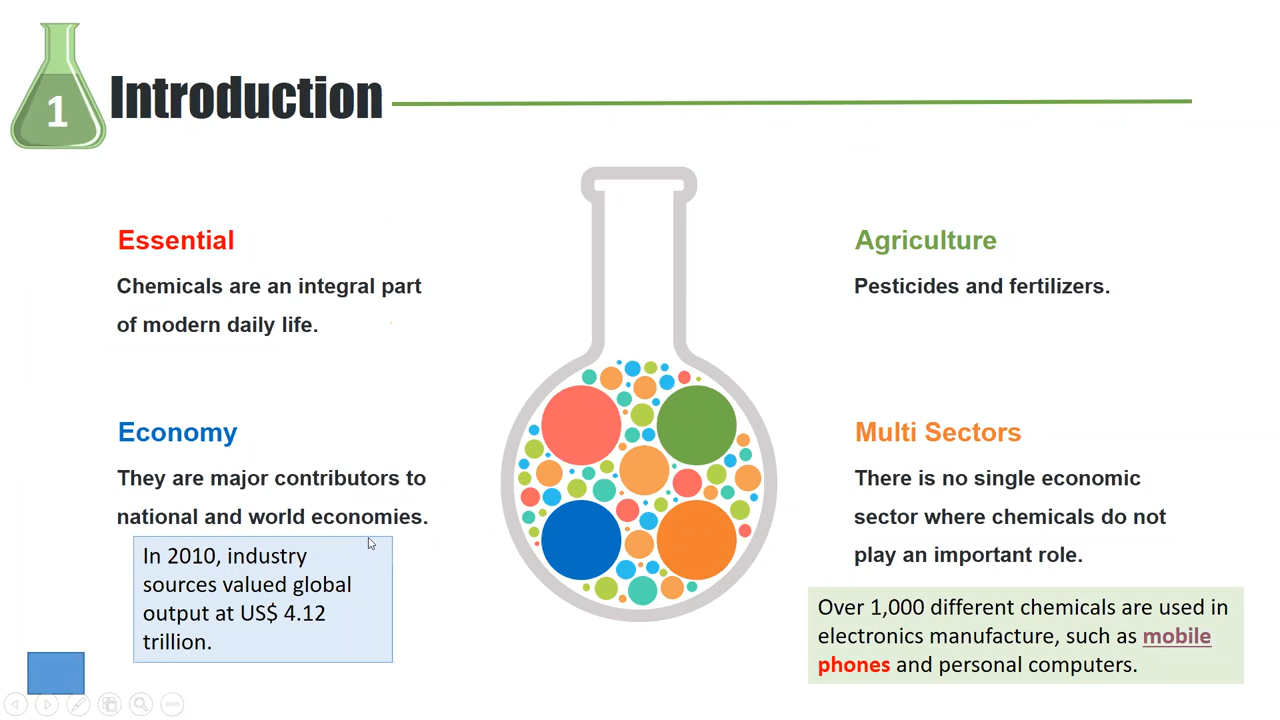 1
Introduction
Essential
Chemicals are an integral part
of modern daily life.
Economy
They are major contributors to
national and world economies.
In 2010, industry
sources valued global
output at US$ 4.12
trillion.
Agriculture
Pesticides and fertilizers.
Multi Sectors
There is no single economic
sector where chemicals do not
play an important role.
Over 1,000 different chemicals are used in
electronics manufacture, such as mobile
phones and personal computers.